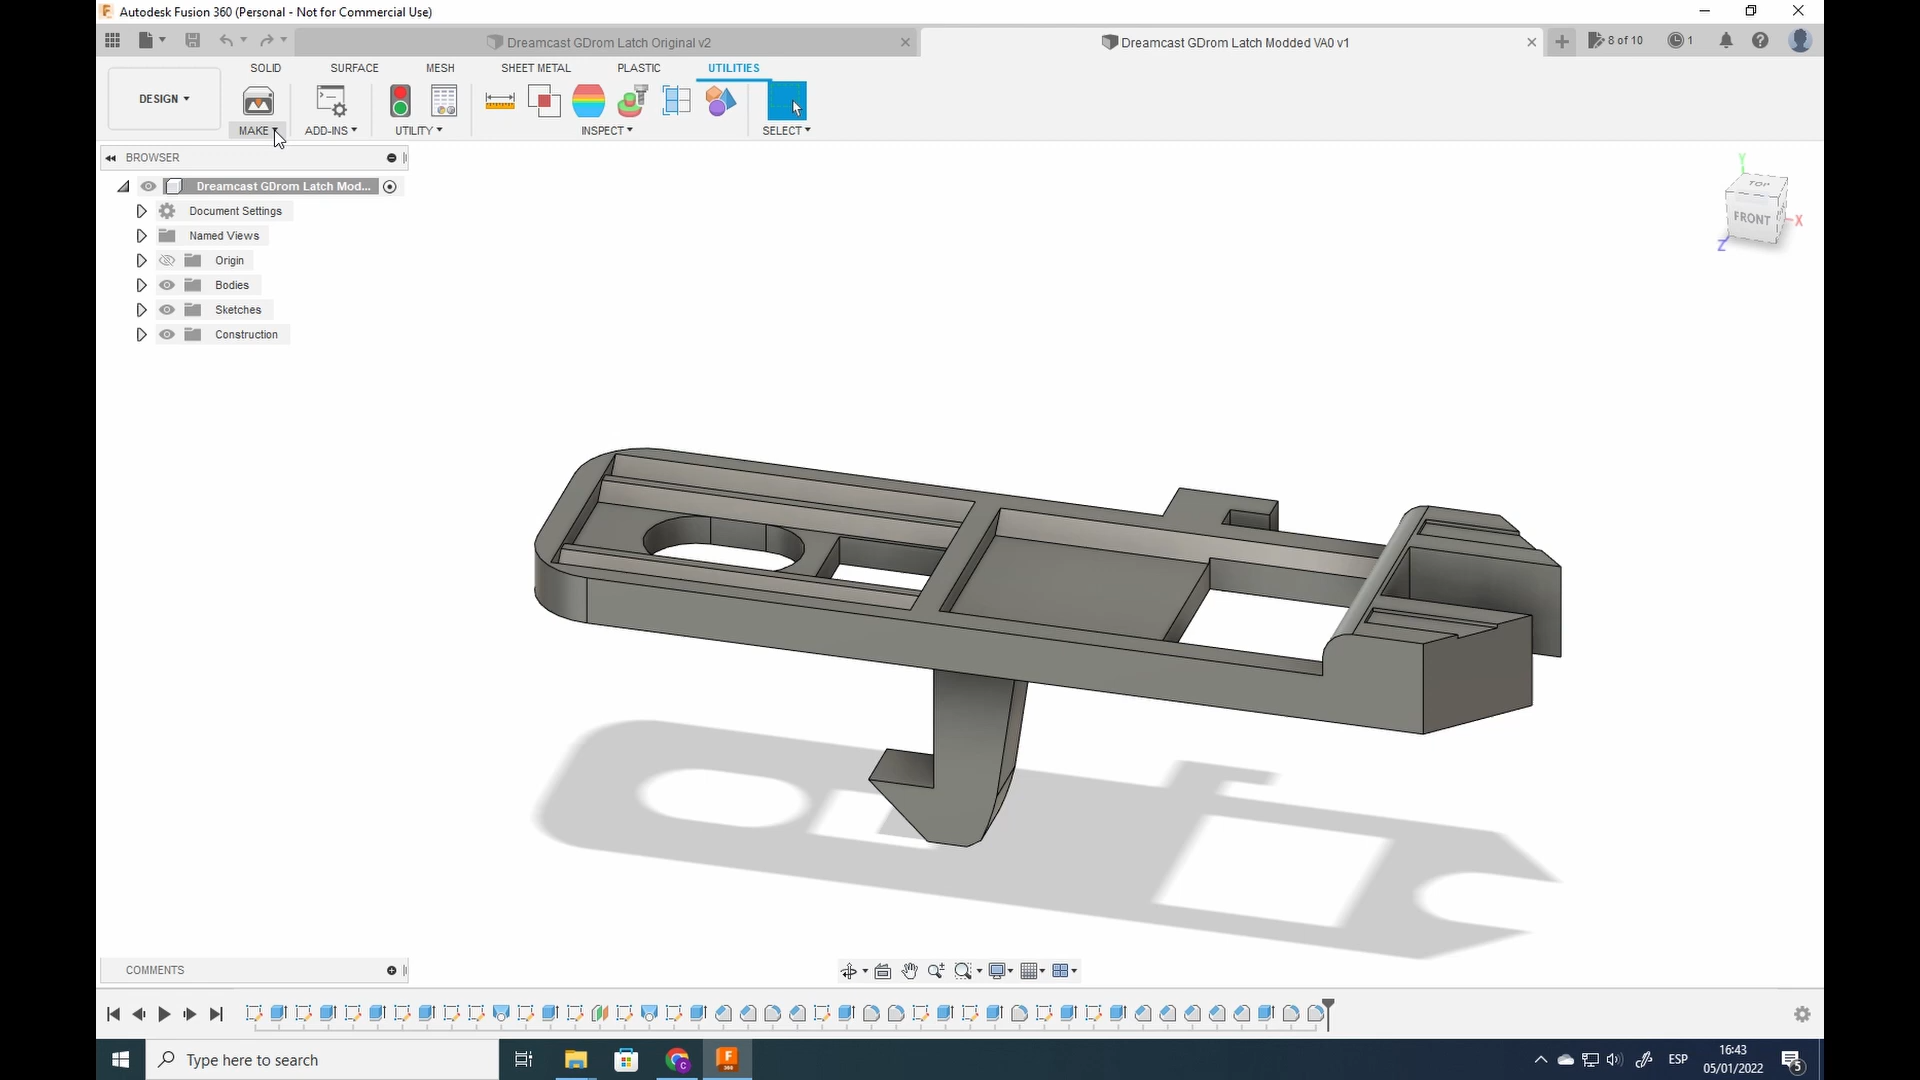 Autodesk Fusion 360 (Personal - Not for Commercial Use)
Dreamcast GDrom Latch Original v2
Dreamcast GDrom Latch Modded VA0 v1
8 of 10
1
SOLID
SURFACE
MESH
SHEET METAL
PLASTIC
UTILITIES
DESIGN
MAKE
ADD-INS
UTILITY
INSPECT
SELECT
BROWSER
Dreamcast GDrom Latch Mod...
Document Settings
Named Views
Origin
Bodies
Sketches
Construction
Y
TOP
FRONT
X
Z
COMMENTS
Type here to search
F
360
C
ESP
16:43
05/01/2022
5